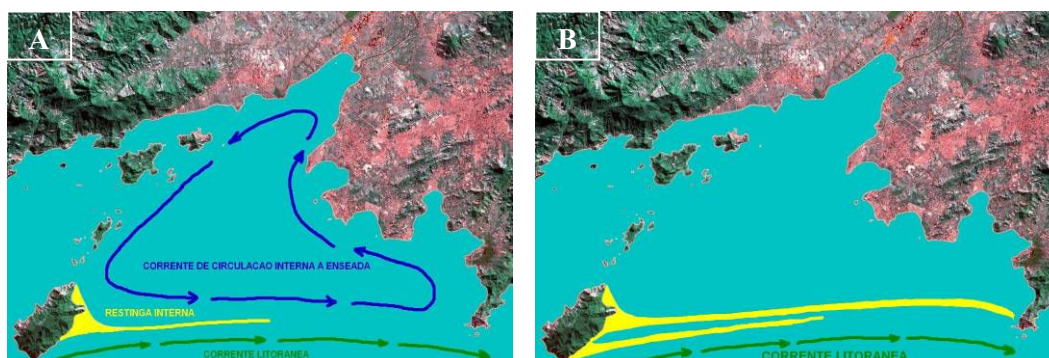 A
CORRENTE DE CIRCULACAO INTERNA A ENSEADA
RESTINGA INTERNA
CORRENTE LITORANEA
B
CORRENTE LITORANEA